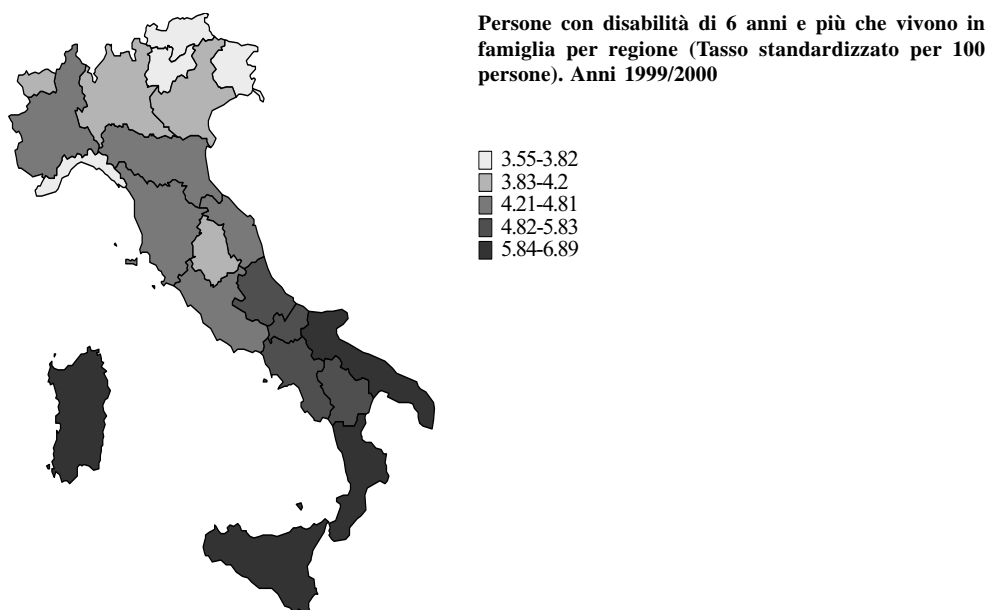 Persone con disabilità di 6 anni e più che vivono in
famiglia per regione (Tasso standardizzato per 100
persone). Anni 1999/2000
3.55-3.82
3.83-4.2
4.21-4.81
4.82-5.83
5.84-6.89